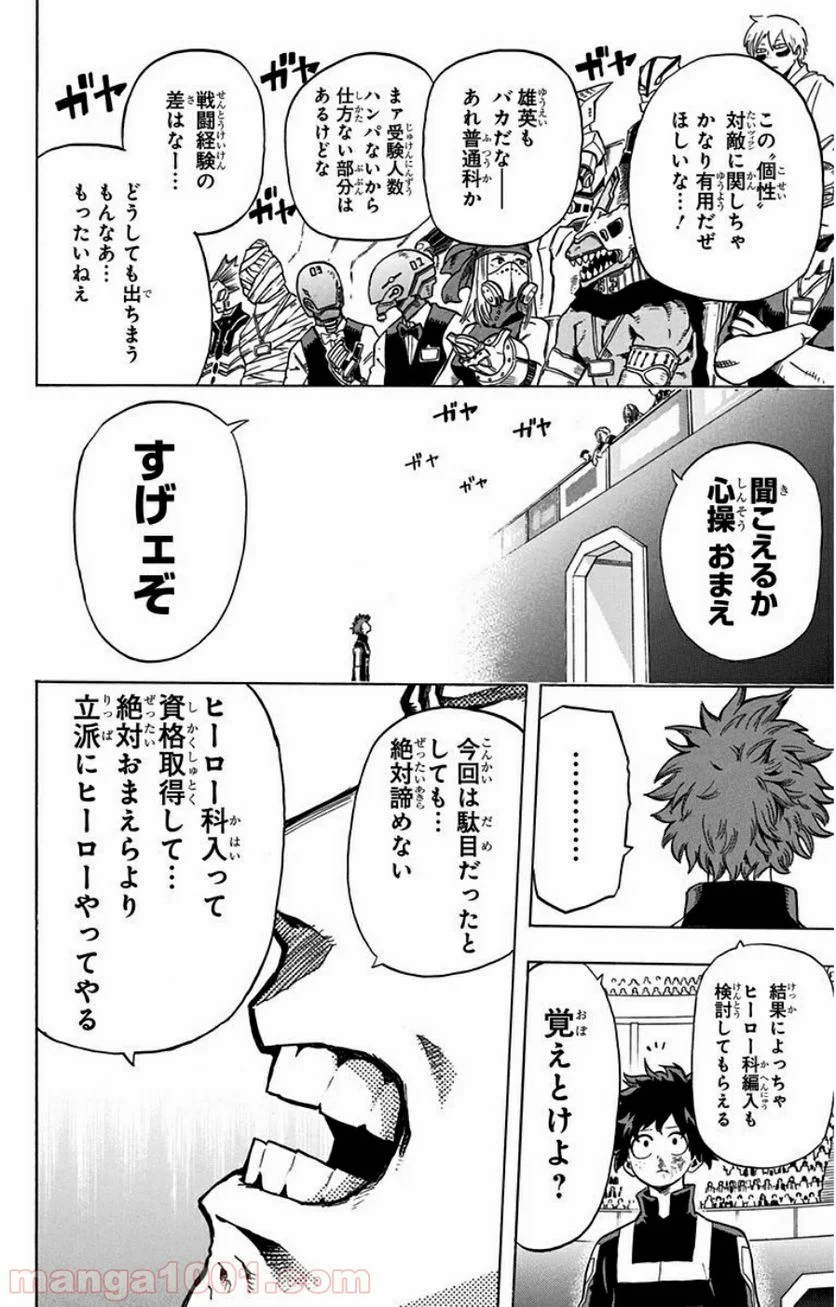 この“個性”
対敵に関しちゃ
かなり有用だぜ
ほしいな…!
雄英も
バカだなー
あれ普通科か
まァ受験人数
ハンパないから
仕方ない部分は
あるけどな
戦闘経験の
差はなー…
どうしても出ちまう
もんなあ…
もったいねえ
ガヤ
ガヤ
ガヤ
ガヤ
ガヤ
ガヤ
ガヤ
ガヤ
聞こえるか
心操 おまえ
すげェぞ
…………
結果によっちゃ
ヒーロー科編入も
検討してもらえる
覚えとけよ?
今回は駄目だったと
しても…
絶対諦めない
ヒーロー科入って
資格取得して…
絶対おまえらより
立派にヒーローやってやる
03
02
manga1001.com